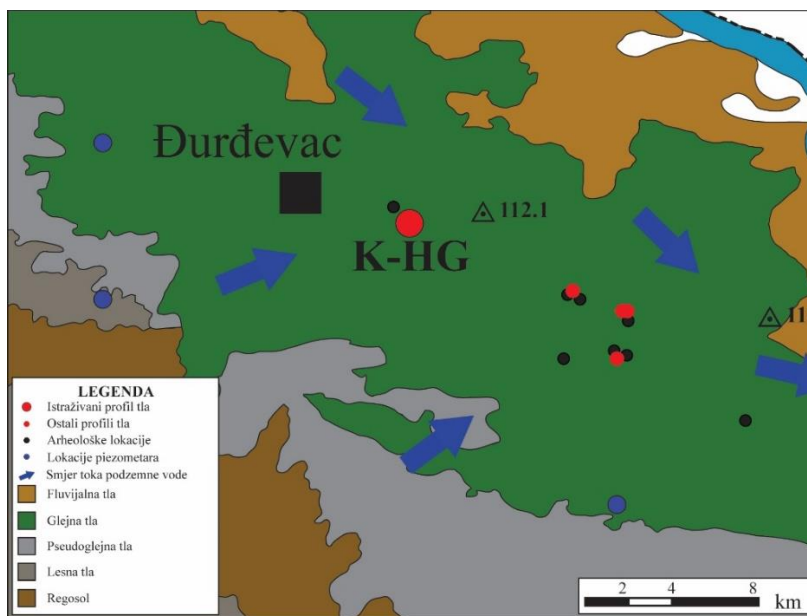 Đurđevac
112.1
K-HG
11
LEGENDA
Istraživani profil tla
Ostali profili tla
Arheološke lokacije
Lokacije piezometara
Smjer toka podzemne vode
Fluvijalna tla
Glejna tla
Pseudoglejna tla
Lesna tla
Regosol
2 4 8
km